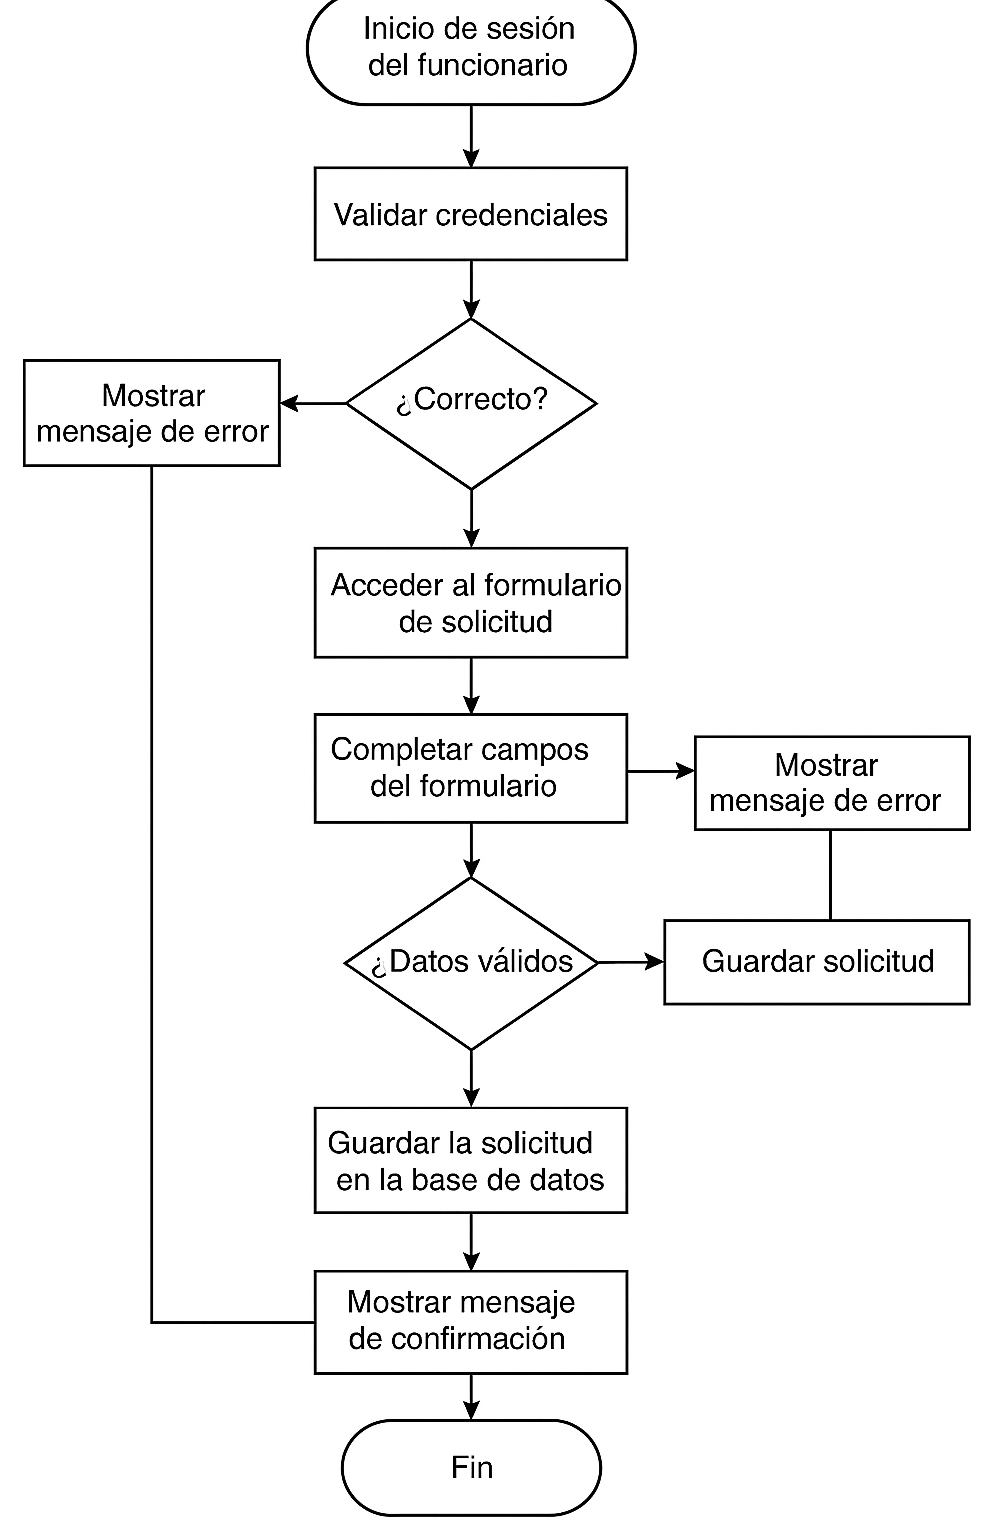 Inicio de sesión
del funcionario
Validar credenciales
¿Correcto?
Mostrar
mensaje de error
Acceder al formulario
de solicitud
Completar campos
del formulario
Mostrar
mensaje de error
¿Datos válidos
Guardar solicitud
Guardar la solicitud
en la base de datos
Mostrar mensaje
de confirmación
Fin